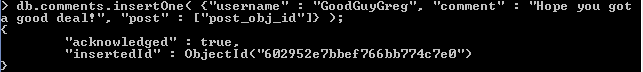 > db.comments.insertOne( {"username" : "GoodGuyGreg", "comment" : "Hope you got
a good deal!", "post" : ["post_obj_id"]} );
{
        "acknowledged" : true,
        "insertedId" : ObjectId("602952e7bbef766bb774c7e0")
}